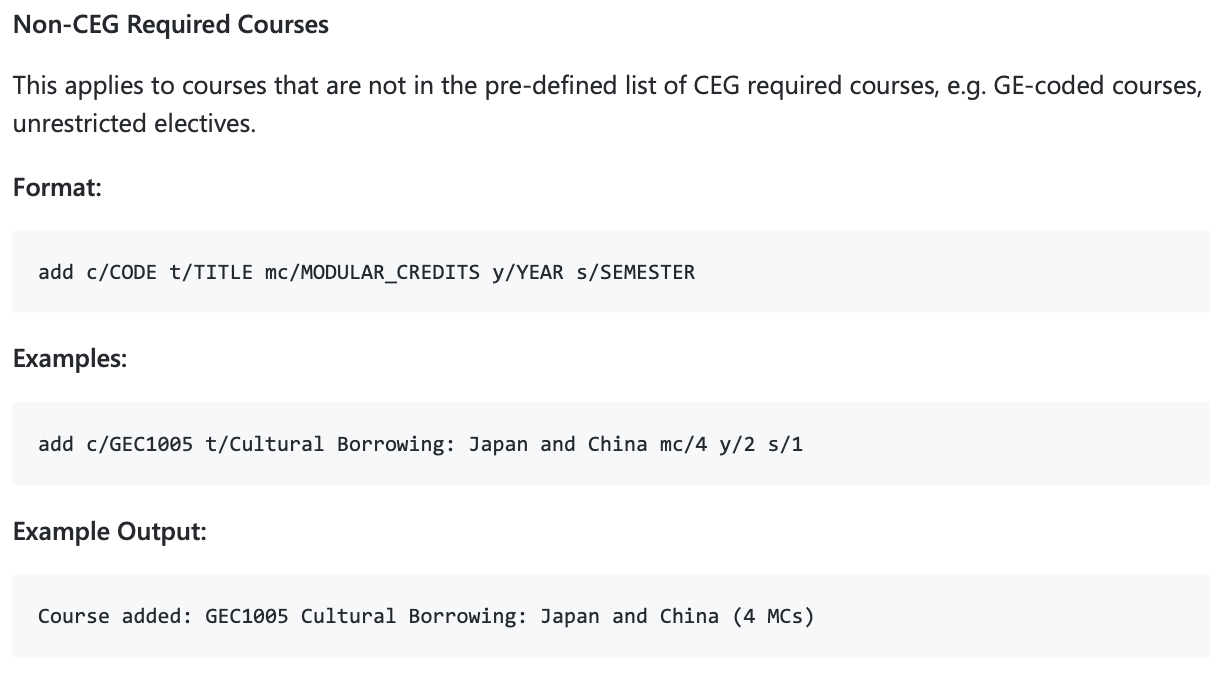 Non-CEG Required Courses
This applies to courses that are not in the pre-defined list of CEG required courses, e.g. GE-coded courses,
unrestricted electives.
Format:
add c/CODE t/TITLE mc/MODULAR_CREDITS y/YEAR s/SEMESTER
Examples:
add c/GEC1005 t/Cultural Borrowing: Japan and China mc/4 y/2 s/1
Example Output:
Course added: GEC1005 Cultural Borrowing: Japan and China (4 MCs)